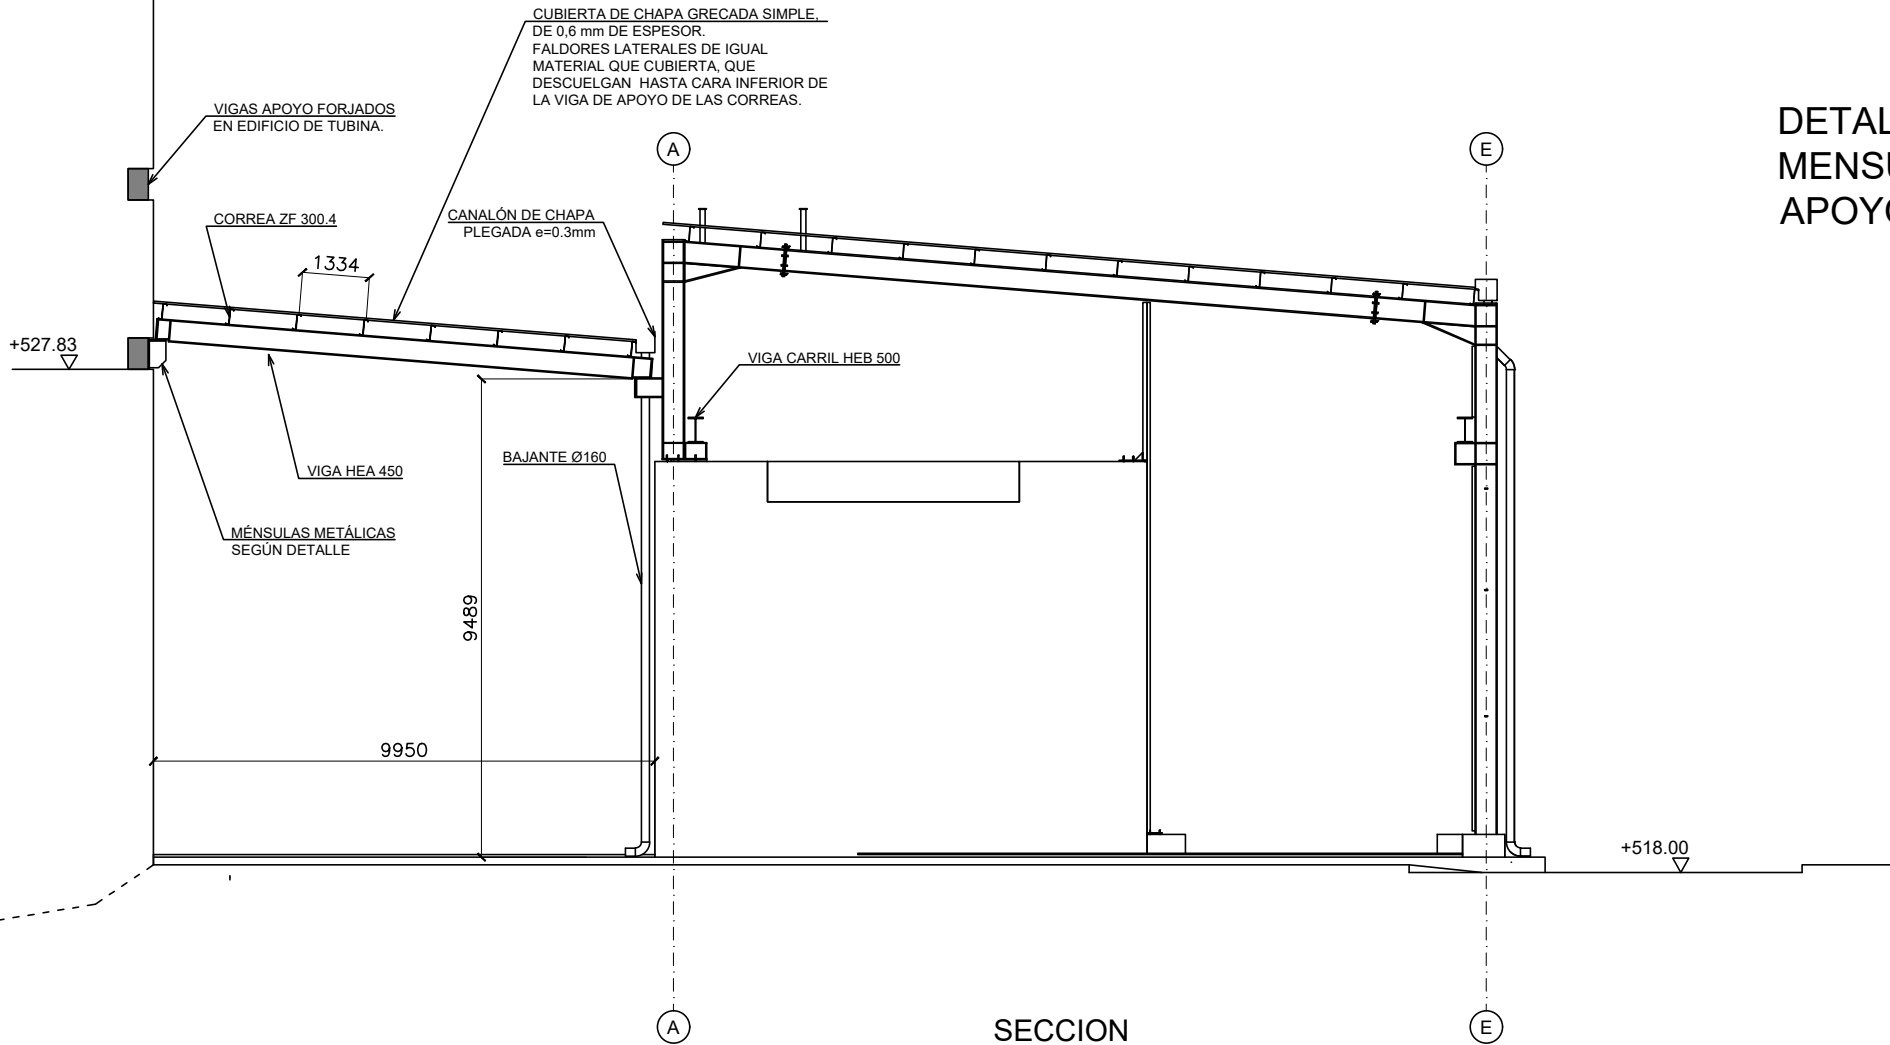 CUBIERTA DE CHAPA GRECADA SIMPLE,
DE 0,6 mm DE ESPESOR.
FALDORES LATERALES DE IGUAL
MATERIAL QUE CUBIERTA, QUE
DESCUELGAN HASTA CARA INFERIOR DE
LA VIGA DE APOYO DE LAS CORREAS.
VIGAS APOYO FORJADOS
EN EDIFICIO DE TUBINA.
DETAL
MENSU
APOYO
A
E
CORREA ZF 300.4
CANALÓN DE CHAPA
PLEGADA e=0.3mm
1334
+527.83
VIGA CARRIL HEB 500
VIGA HEA 450
BAJANTE Ø160
MÉNSULAS METÁLICAS
SEGÚN DETALLE
9489
9950
+518.00
A
SECCION
E